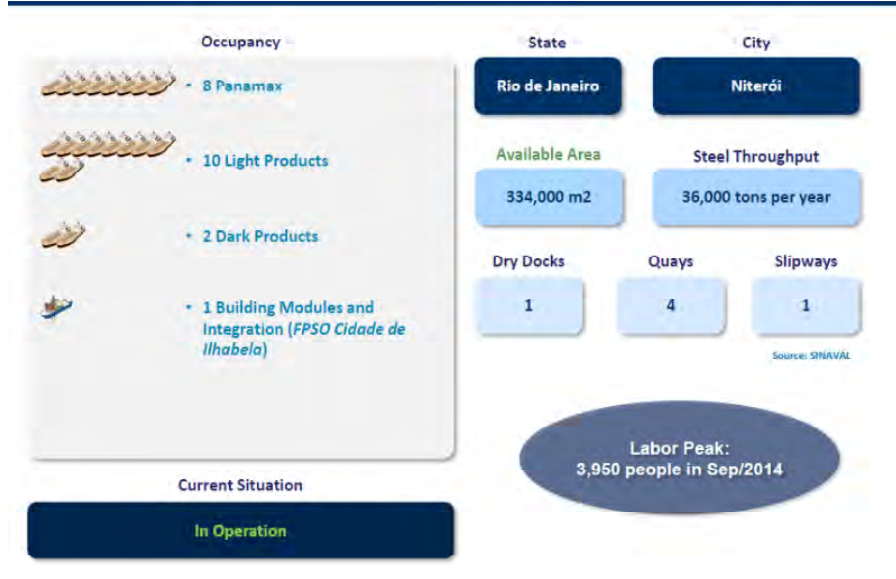 Occupancy
• 8 Panamax
• 10 Light Products
• 2 Dark Products
• 1 Building Modules and
Integration (FPSO Cidade de
Ilhabela)
Current Situation
In Operation
State
City
Rio de Janeiro
Niterói
Available Area
Steel Throughput
334,000 m2
36,000 tons per year
Dry Docks
Quays
Slipways
1
4
1
Source: SINAVAL
Labor Peak:
3,950 people in Sep/2014